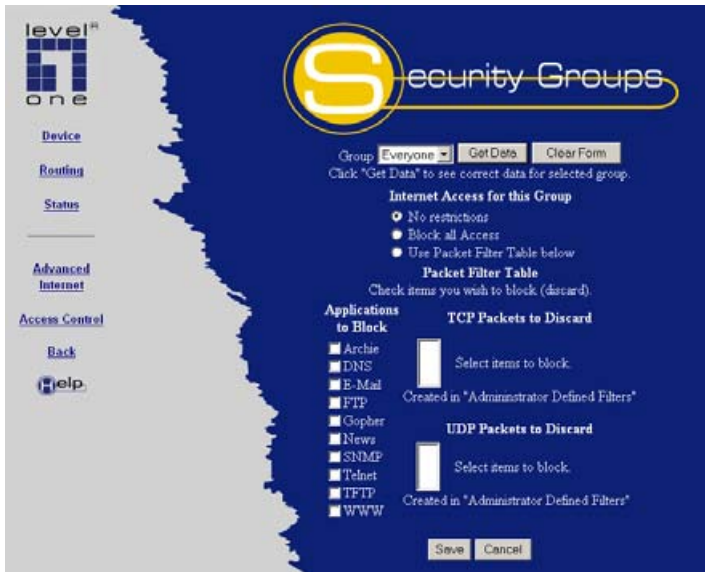 level®
one
Device
Routing
Status
Advanced
Internet
Access Control
Back
Help
Security Groups
Group Everyone Get Data Clear Form
Click "Get Data" to see correct data for selected group.
Internet Access for this Group
No restrictions
Block all Access
Use Packet Filter Table below
Packet Filter Table
Check items you wish to block (discard).
Applications
to Block
Archie
DNS
E-Mail
FTP
Gopher
News
SNMP
Telnet
TFTP
WWW
TCP Packets to Discard
Select items to block.
Created in "Admininstrator Defined Filters"
UDP Packets to Discard
Select items to block.
Created in "Administrator Defined Filters"
Save Cancel